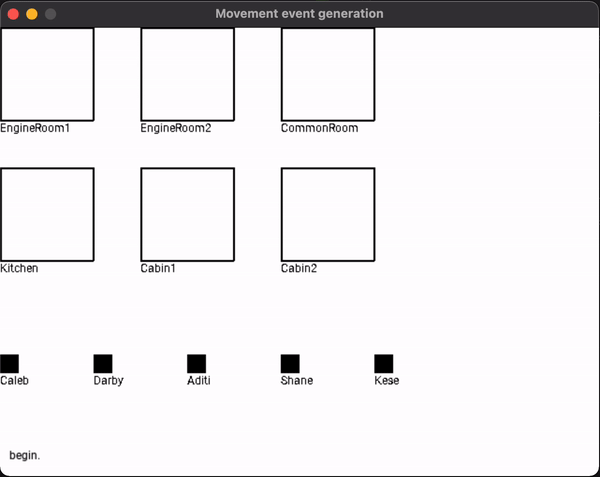 Movement event generation
EngineRoom1 EngineRoom2 CommonRoom
Kitchen Cabin1 Cabin2
Caleb Darby Aditi Shane Kese
begin.